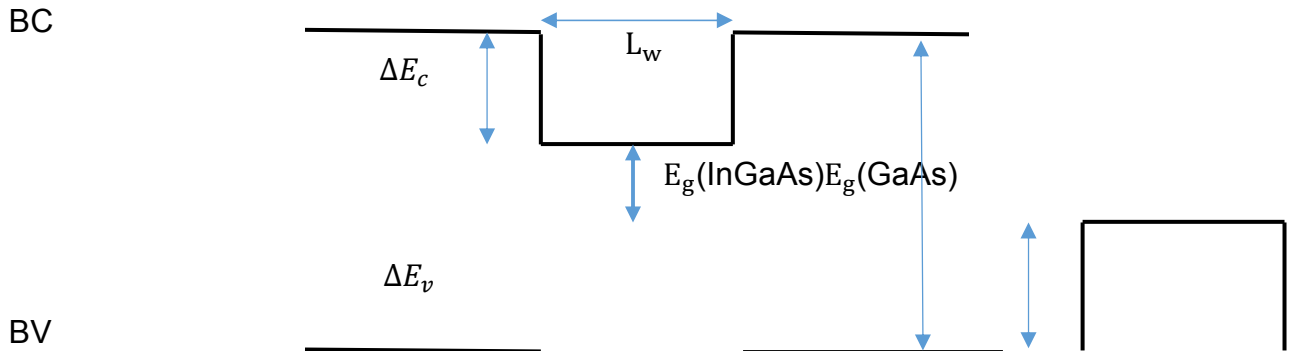 BC
L_w
ΔE_c
E_g(InGaAs)E_g(GaAs)
ΔE_v
BV